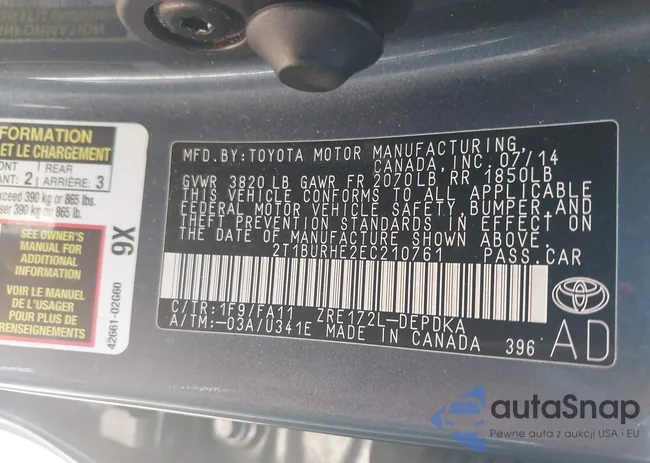 FORMATION
ET LE CHARGEMENT
ONT
ANT: 2
REAR
ARRIÈRE: 3
exceed 390 kg or 865 lbs.
ser 390 kg or 865 lb.
SEE OWNER'S
MANUAL FOR
ADDITIONAL
INFORMATION
VOIR LE MANUEL
DE L'USAGER
POUR PLUS DE
RENSEIGNEMENTS
9X
42661-02G60
MFD.BY:TOYOTA MOTOR MANUFACTURING,
CANADA, INC. 07/14
GVWR 3820LB GAWR FR 2070LB, RR 1850LB
THIS VEHICLE CONFORMS TO ALL APPLICABLE
FEDERAL MOTOR VEHICLE SAFETY, BUMPER, AND
THEFT PREVENTION STANDARDS IN EFFECT ON
THE DATE OF MANUFACTURE SHOWN ABOVE.
2T1BURHE2EC210761 PASS.CAR
C/TR:1F9/FA11 ZRE172L-DEPDKA
A/TM:-03A/U341E MADE IN CANADA 396
AD
autaSnap
Pewne auta z aukcji USA i EU